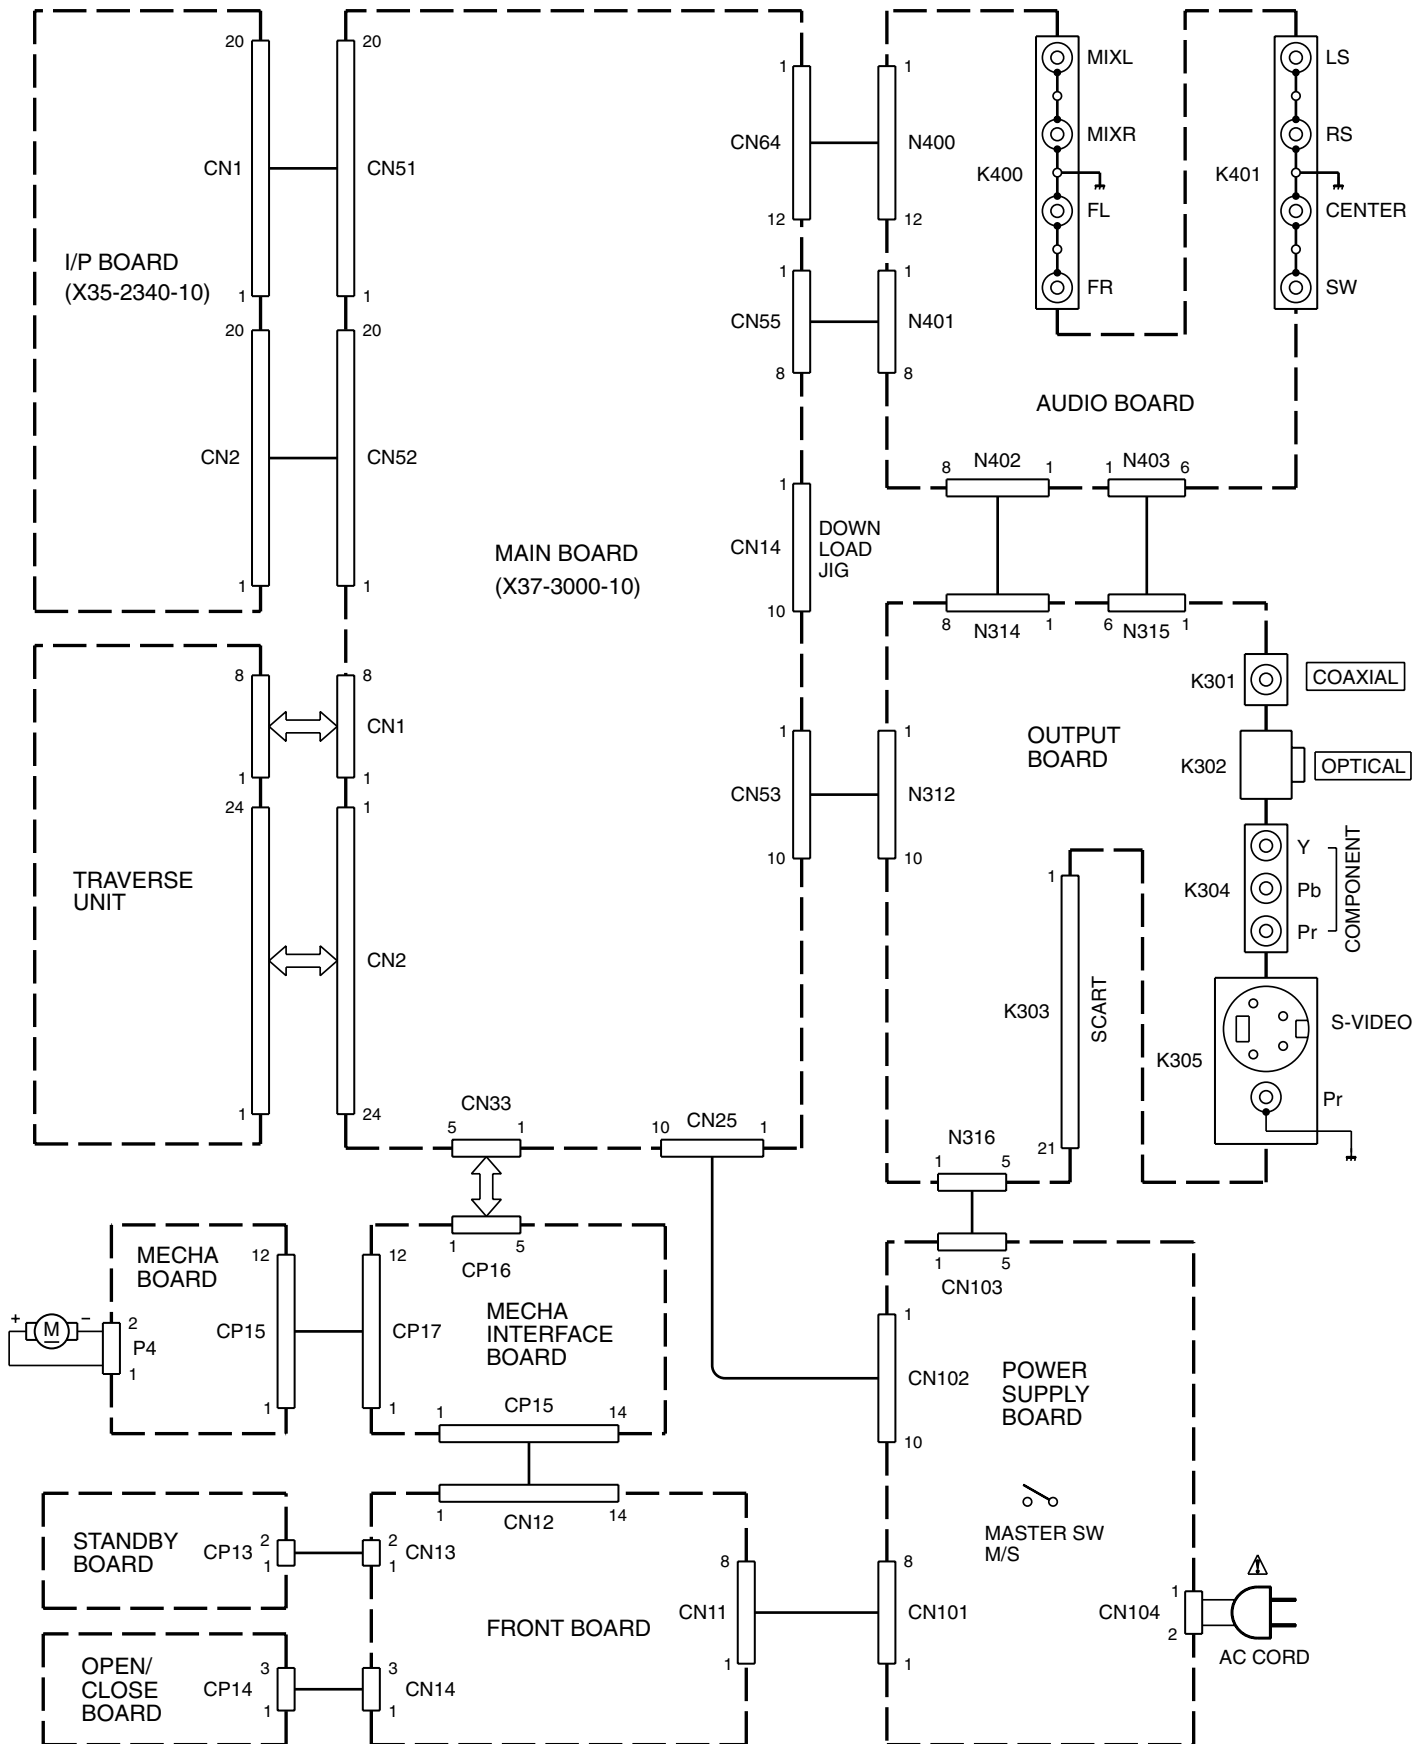 20
20
1
1
MIXL
LS
CN1
CN51
CN64
N400
MIXR
RS
K400
K401
12
12
FL
CENTER
I/P BOARD
(X35-2340-10)
1
1
1
1
FR
SW
20
20
CN55
N401
8
8
AUDIO BOARD
CN2
CN52
8
N402
1
1
N403
6
1
CN14
DOWN
LOAD
JIG
10
MAIN BOARD
(X37-3000-10)
1
1
8
N314
1
6
N315
1
8
8
K301
COAXIAL
CN1
1
1
OUTPUT
BOARD
1
1
K302
OPTICAL
CN53
N312
24
1
10
10
Y
Pb
Pr
K304
COMPONENT
TRAVERSE
UNIT
1
CN2
K303
SCART
S-VIDEO
K305
Pr
1
24
CN33
5
1
10
CN25
1
21
N316
1
5
1
5
CP16
1
5
CN103
MECHA
BOARD
12
12
MECHA
INTERFACE
BOARD
+
M
–
2
P4
1
CP15
CP17
1
1
1
CP15
14
1
CN102
10
POWER
SUPPLY
BOARD
1
CN12
14
MASTER SW
M/S
STANDBY
BOARD
CP13
2
1
2
1
CN13
8
8
CN11
CN101
1
1
FRONT BOARD
1
CN104
2
AC CORD
OPEN/
CLOSE
BOARD
CP14
3
1
3
1
CN14